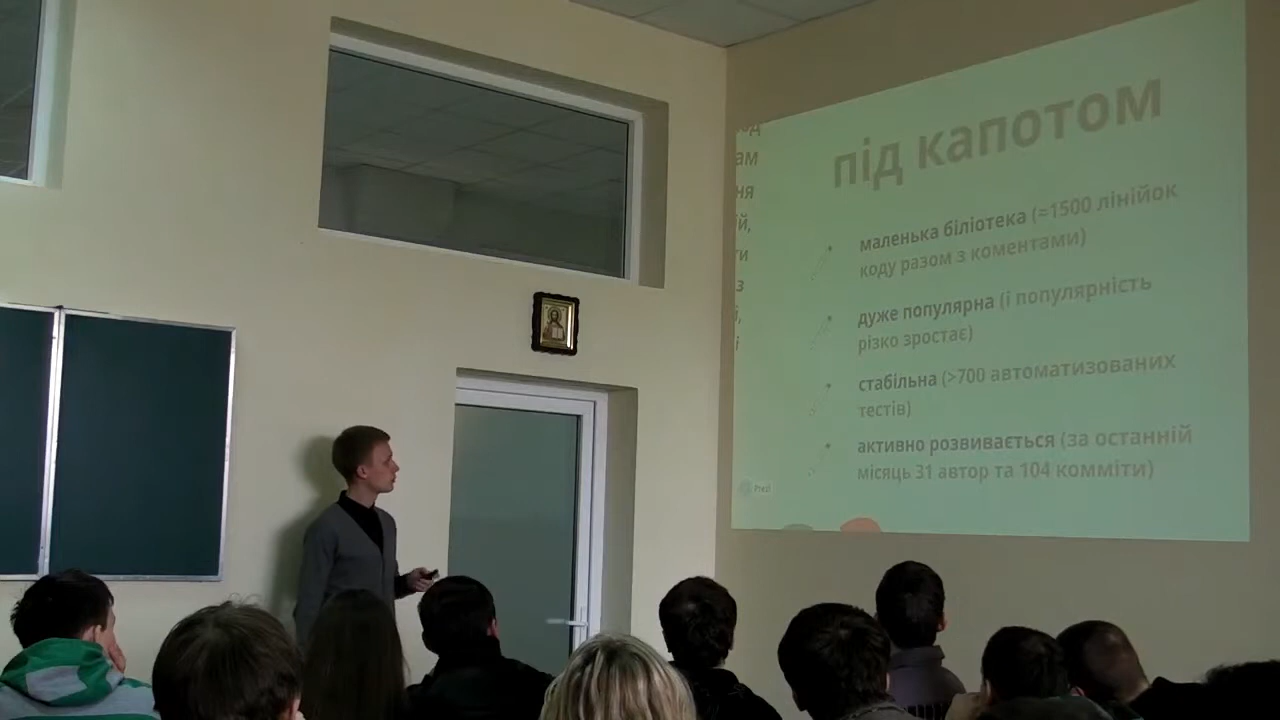 під капотом
маленька біліотека (≈1500 лінійок
коду разом з коментами)
дуже популярна (і популярність
різко зростає)
стабільна (>700 автоматизованих
тестів)
активно розвивається (за останній
місяць 31 автор та 104 комміти)
Prezi